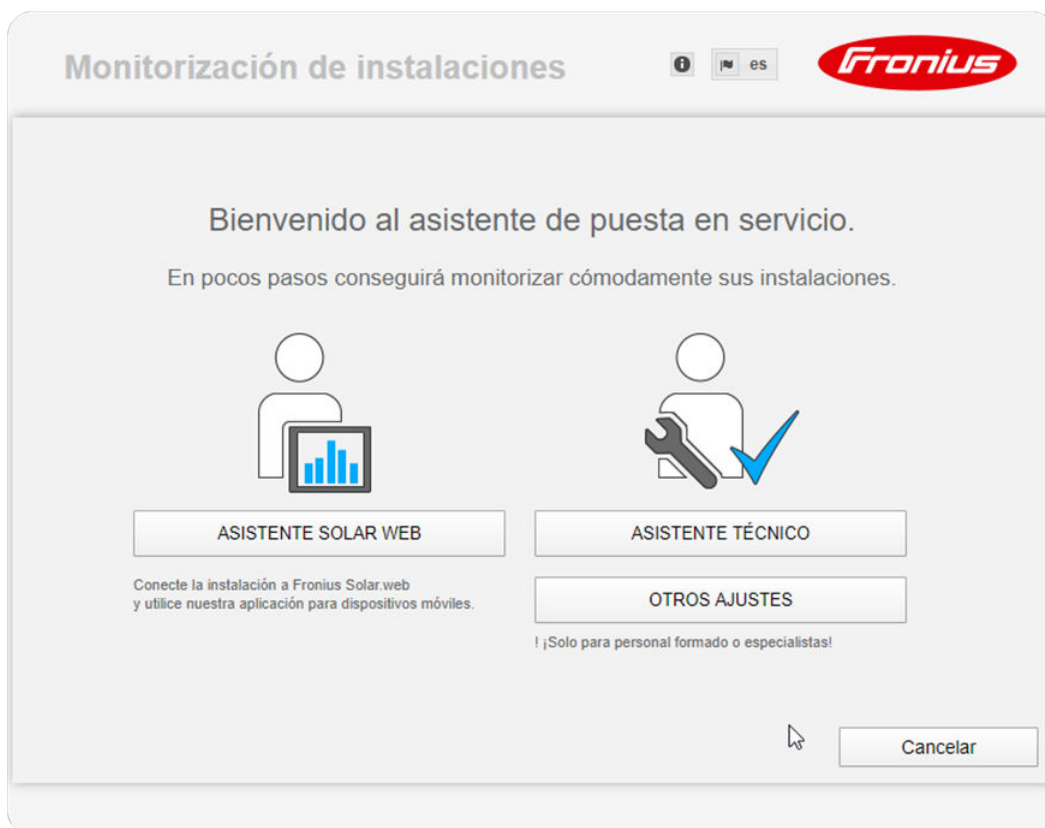 Monitorización de instalaciones
es
Fronius
Bienvenido al asistente de puesta en servicio.
En pocos pasos conseguirá monitorizar cómodamente sus instalaciones.
ASISTENTE SOLAR WEB
Conecte la instalación a Fronius Solar.web
y utilice nuestra aplicación para dispositivos móviles.
ASISTENTE TÉCNICO
OTROS AJUSTES
! ¡Solo para personal formado o especialistas!
Cancelar